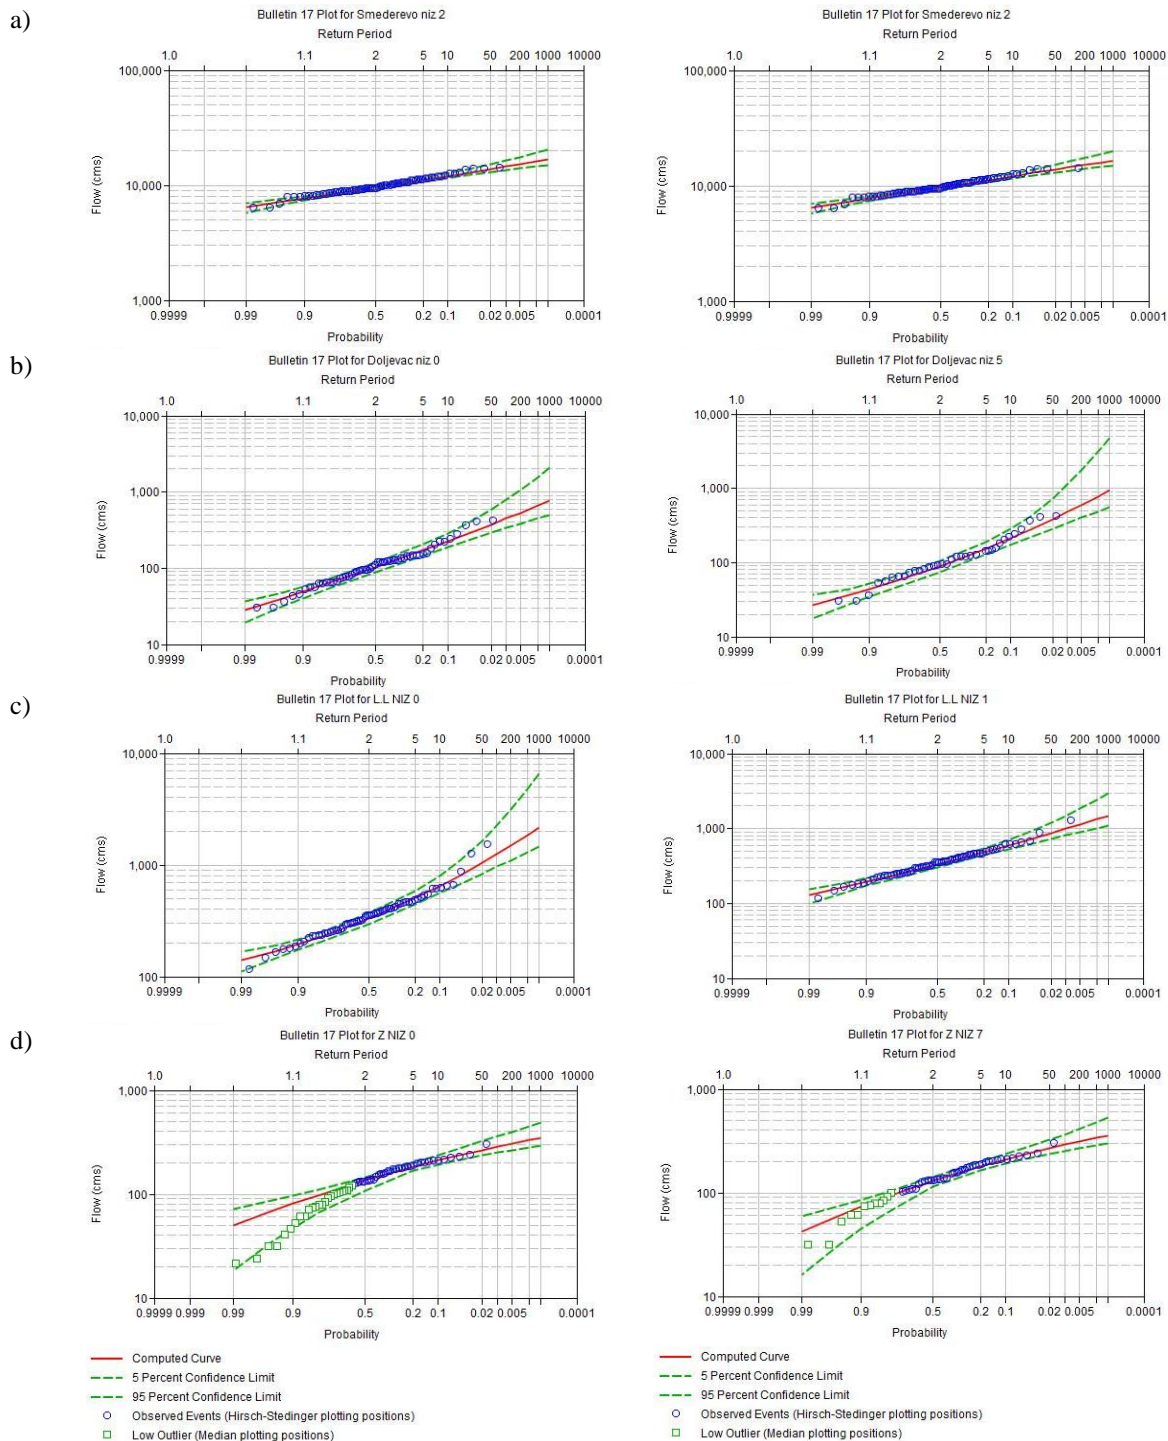 a)
Bulletin 17 Plot for Smederevo niz 2
Return Period
1.0 1.1 2 5 10 50 200 1000 10000
100,000
10,000
1,000
Flow (cms)
0.9999 0.99 0.9 0.5 0.2 0.1 0.02 0.005 0.0001
Probability
Bulletin 17 Plot for Smederevo niz 2
Return Period
1.0 1.1 2 5 10 50 200 1000 10000
100,000
10,000
1,000
Flow (cms)
0.9999 0.99 0.9 0.5 0.2 0.1 0.02 0.005 0.0001
Probability
b)
Bulletin 17 Plot for Doljevac niz 0
Return Period
1.0 1.1 2 5 10 50 200 1000 10000
10,000
1,000
100
10
Flow (cms)
0.9999 0.99 0.9 0.5 0.2 0.1 0.02 0.005 0.0001
Probability
Bulletin 17 Plot for Doljevac niz 5
Return Period
1.0 1.1 2 5 10 50 200 1000 10000
10,000
1,000
100
10
Flow (cms)
0.9999 0.99 0.9 0.5 0.2 0.1 0.02 0.005 0.0001
Probability
c)
Bulletin 17 Plot for L.L NIZ 0
Return Period
1.0 1.1 2 5 10 50 200 1000 10000
10,000
1,000
100
Flow (cms)
0.9999 0.99 0.9 0.5 0.2 0.1 0.02 0.005 0.0001
Probability
Bulletin 17 Plot for L.L NIZ 1
Return Period
1.0 1.1 2 5 10 50 200 1000 10000
10,000
1,000
100
10
Flow (cms)
0.9999 0.99 0.9 0.5 0.2 0.1 0.02 0.005 0.0001
Probability
d)
Bulletin 17 Plot for Z NIZ 0
Return Period
1.0 1.1 2 5 10 50 200 1000 10000
1,000
100
10
Flow (cms)
0.9999 0.999 0.99 0.9 0.5 0.2 0.1 0.02 0.005 0.0001
Probability
Computed Curve
5 Percent Confidence Limit
95 Percent Confidence Limit
Observed Events (Hirsch-Stedinger plotting positions)
Low Outlier (Median plotting positions)
Bulletin 17 Plot for Z NIZ 7
Return Period
1.0 1.1 2 5 10 50 200 1000 10000
1,000
100
10
Flow (cms)
0.9999 0.999 0.99 0.9 0.5 0.2 0.1 0.02 0.005 0.0001
Probability
Computed Curve
5 Percent Confidence Limit
95 Percent Confidence Limit
Observed Events (Hirsch-Stedinger plotting positions)
Low Outlier (Median plotting positions)